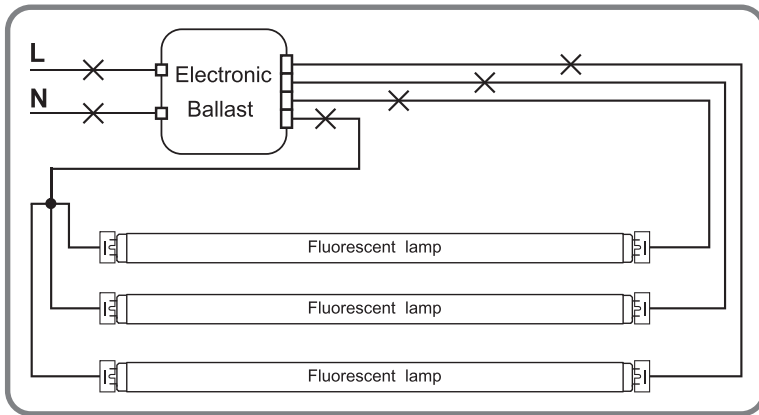 L
N
Electronic
Ballast
Fluorescent lamp
Fluorescent lamp
Fluorescent lamp